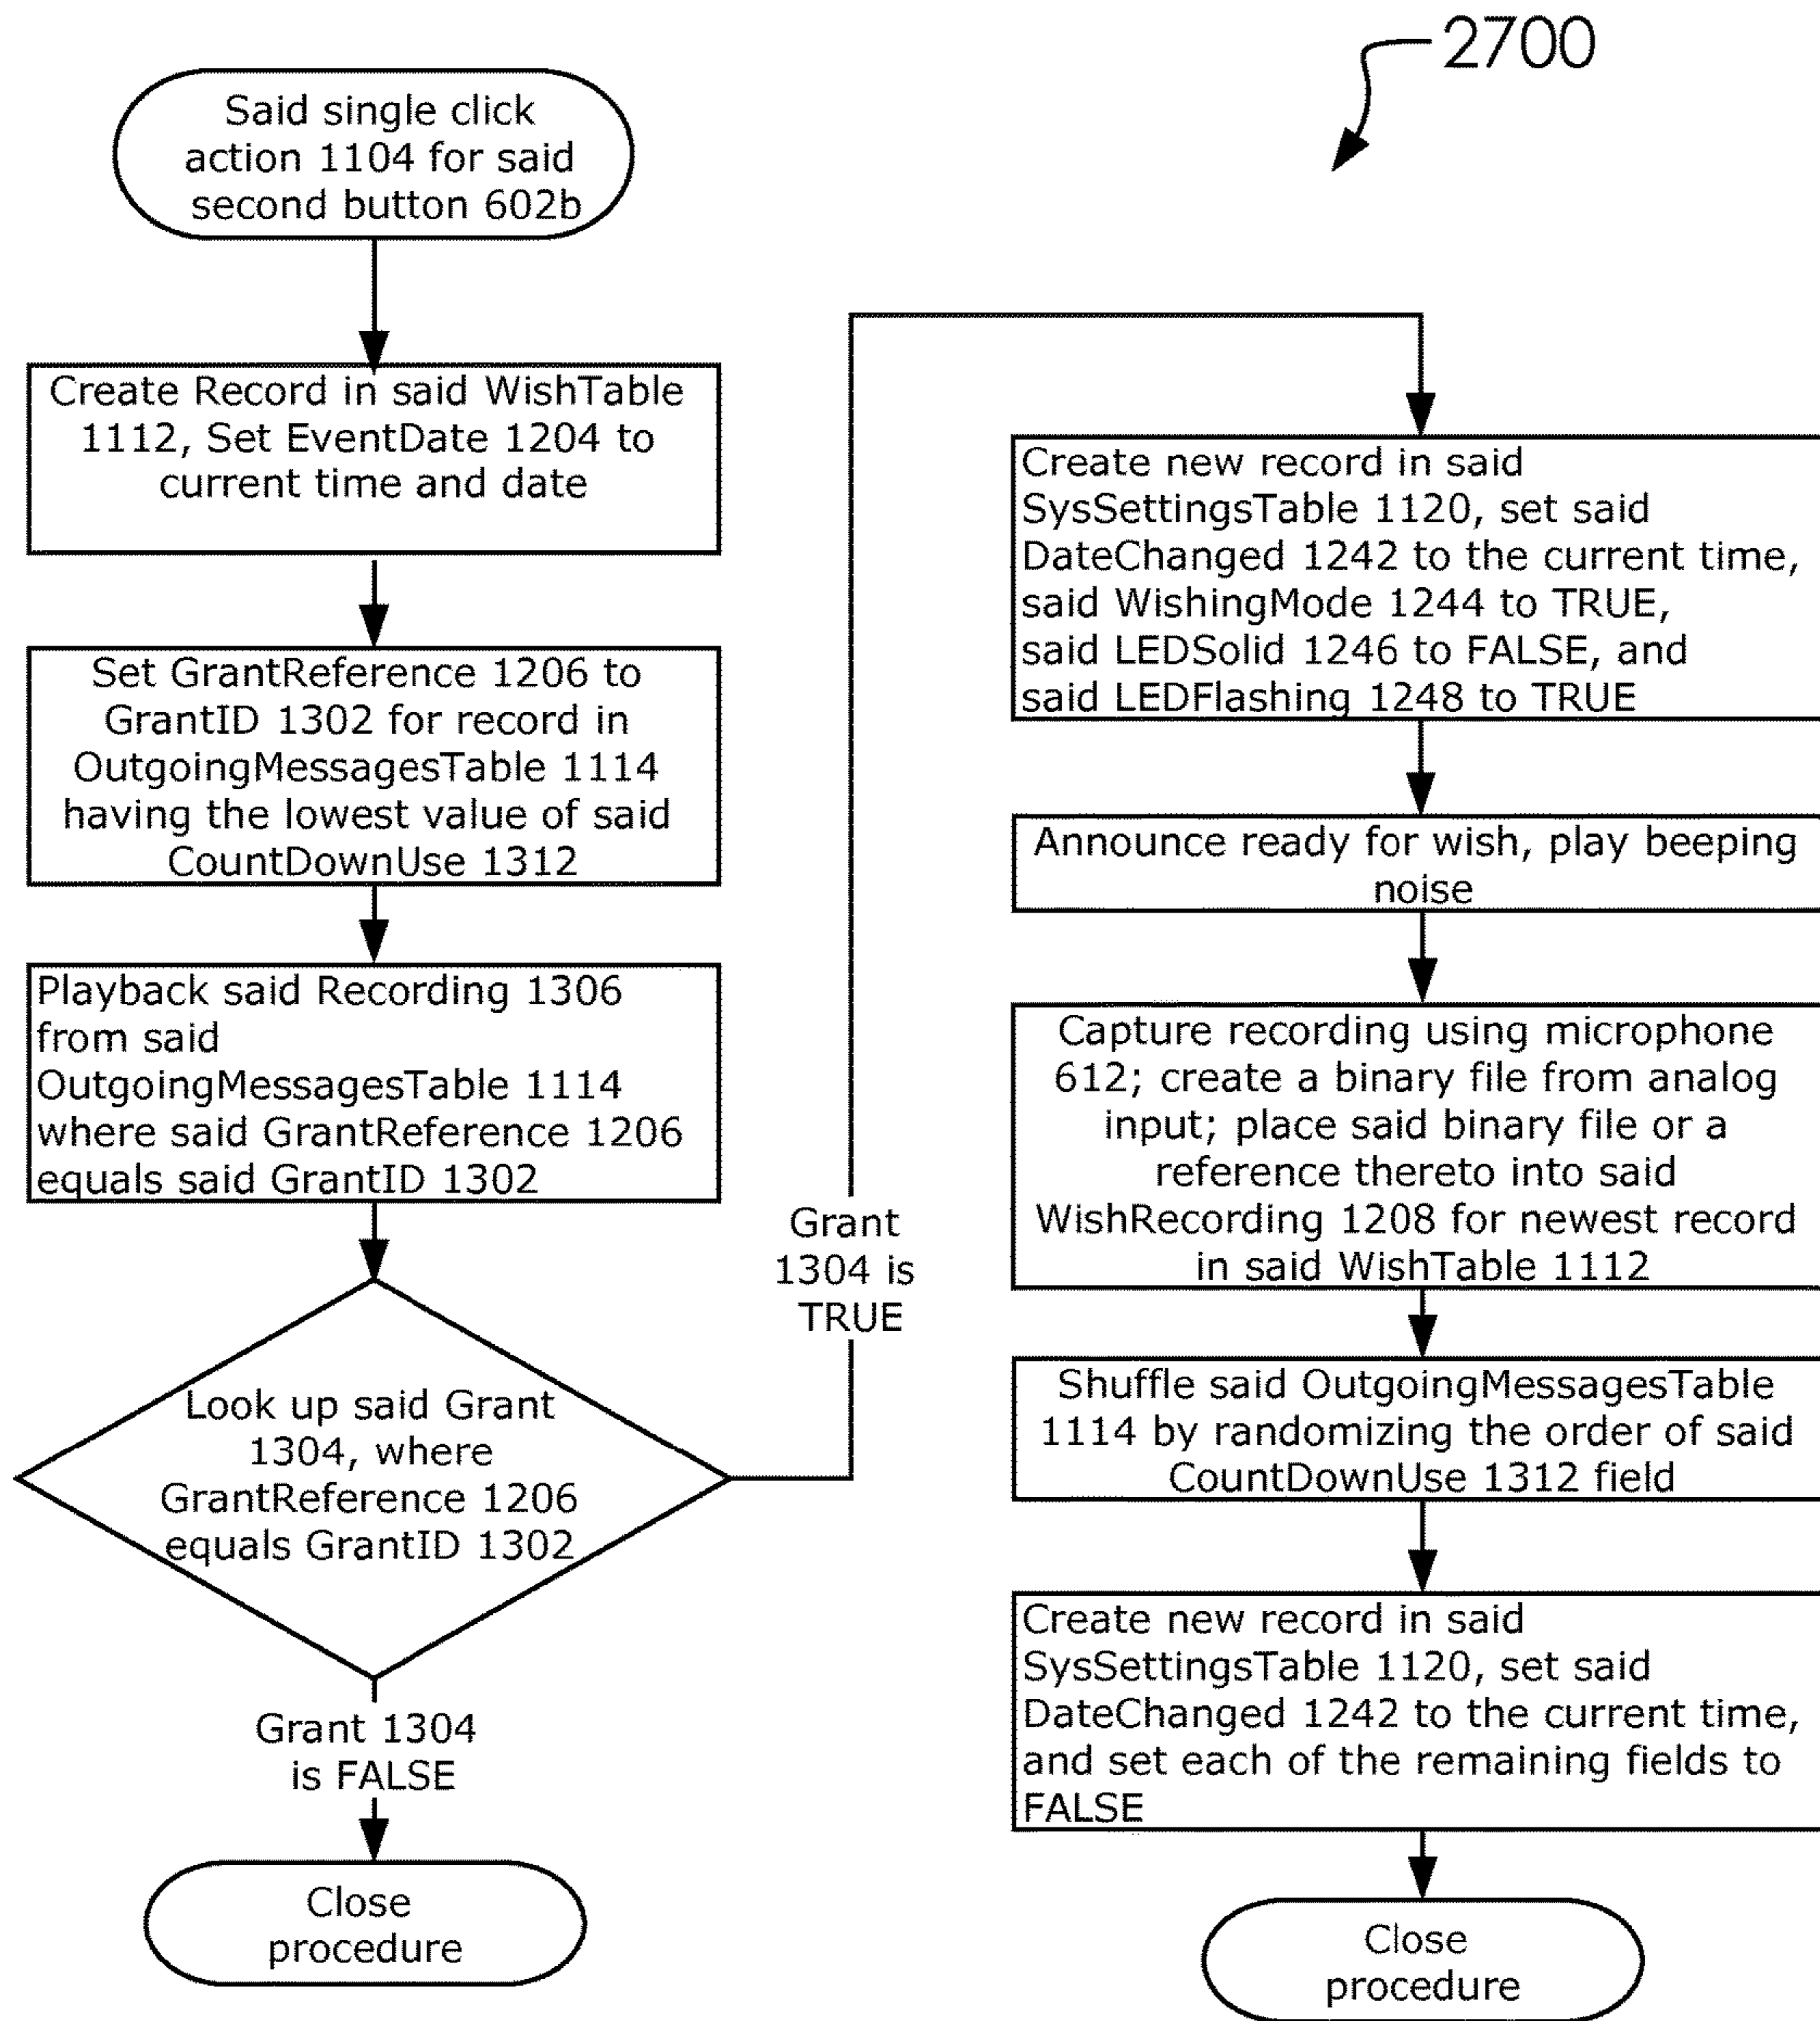 2700
Said single click
action 1104 for said
second button 602b
Create Record in said WishTable
1112, Set EventDate 1204 to
current time and date
Set GrantReference 1206 to
GrantID 1302 for record in
OutgoingMessagesTable 1114
having the lowest value of said
CountDownUse 1312
Playback said Recording 1306
from said
OutgoingMessagesTable 1114
where said GrantReference 1206
equals said GrantID 1302
Look up said Grant
1304, where
GrantReference 1206
equals GrantID 1302
Grant 1304
is FALSE
Close
procedure
Grant
1304 is
TRUE
Create new record in said
SysSettingsTable 1120, set said
DateChanged 1242 to the current time,
said WishingMode 1244 to TRUE,
said LEDSolid 1246 to FALSE, and
said LEDFlashing 1248 to TRUE
Announce ready for wish, play beeping
noise
Capture recording using microphone
612; create a binary file from analog
input; place said binary file or a
reference thereto into said
WishRecording 1208 for newest record
in said WishTable 1112
Shuffle said OutgoingMessagesTable
1114 by randomizing the order of said
CountDownUse 1312 field
Create new record in said
SysSettingsTable 1120, set said
DateChanged 1242 to the current time,
and set each of the remaining fields to
FALSE
Close
procedure